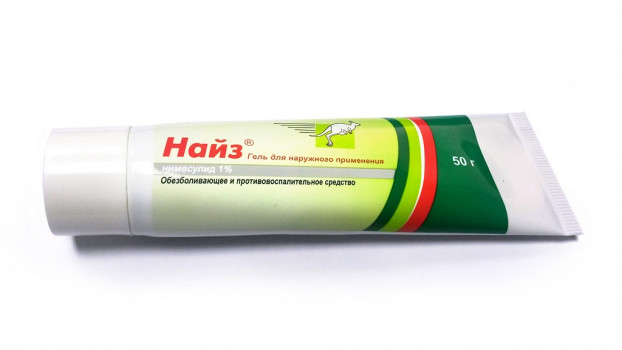 Найз®
Гель для наружного применения
нимесулид 1%
Обезболивающее и противовоспалительное средство
50 г